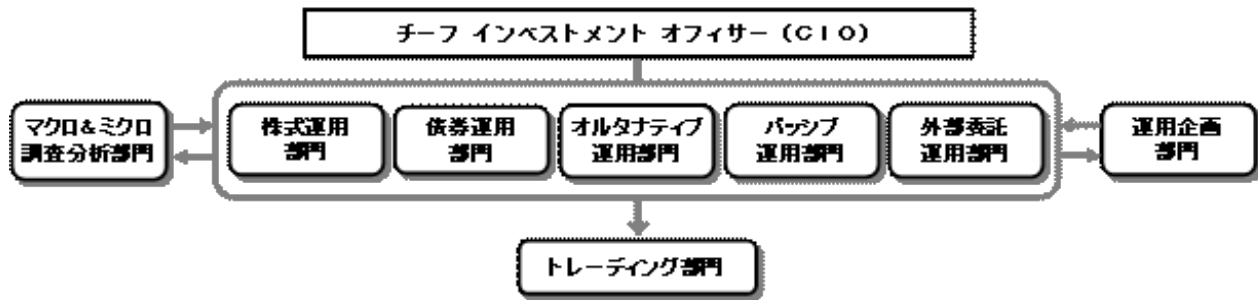 チーフ インベストメント オフィサー(CIO)
マクロ&ミクロ
調査分析部門
株式運用
部門
債券運用
部門
オルタナティブ
運用部門
パッシブ
運用部門
外部委託
運用部門
運用企画
部門
トレーディング部門